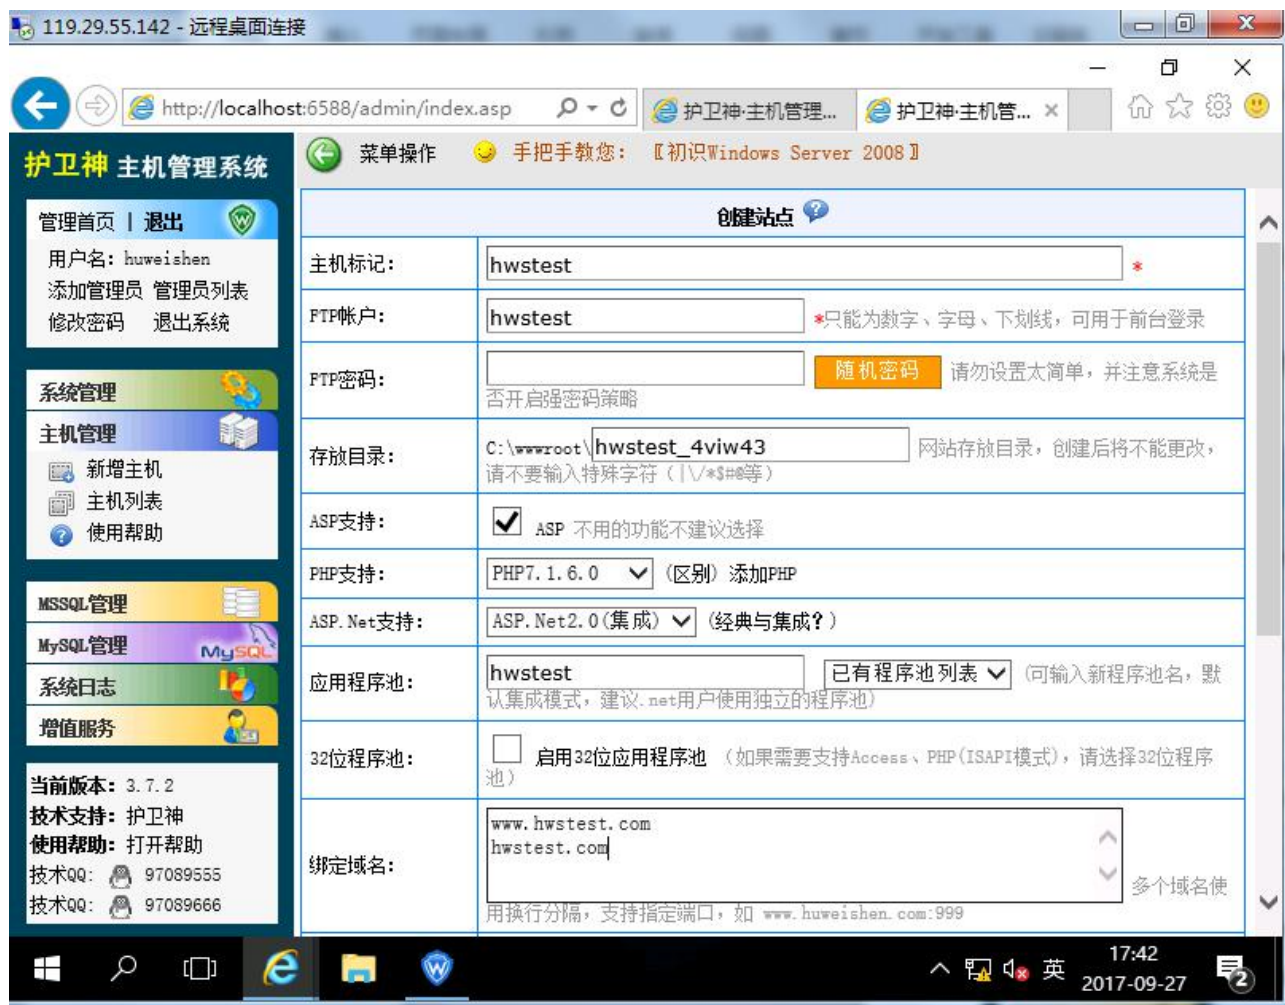 119.29.55.142 - 远程桌面连接
http://localhost:6588/admin/index.asp
护卫神·主机管理...
护卫神·主机管... ×
护卫神 主机管理系统
菜单操作
手把手教您：〖初识Windows Server 2008〗
管理首页 | 退出
用户名：huweishen
添加管理员 管理员列表
修改密码 退出系统
系统管理
主机管理
新增主机
主机列表
使用帮助
MSSQL管理
MySQL管理
MySQL
系统日志
增值服务
当前版本：3.7.2
技术支持：护卫神
使用帮助：打开帮助
技术QQ： 97089555
技术QQ： 97089666
创建站点
主机标记： hwstest *
FTP帐户： hwstest *只能为数字、字母、下划线，可用于前台登录
FTP密码： 随机密码 请勿设置太简单，并注意系统是
否开启强密码策略
存放目录： C:\wwwroot\ hwstest_4viw43 网站存放目录，创建后将不能更改，
请不要输入特殊字符（|\/*$#@等）
ASP支持： ASP 不用的功能不建议选择
PHP支持： PHP7.1.6.0 (区别) 添加PHP
ASP.Net支持： ASP.Net2.0(集成) (经典与集成?)
应用程序池： hwstest 已有程序池列表 (可输入新程序池名，默
认集成模式，建议.net用户使用独立的程序池)
32位程序池： 启用32位应用程序池 （如果需要支持Access、PHP(ISAPI模式)，请选择32位程序
池）
绑定域名： www.hwstest.com
hwstest.com
多个域名使
用换行分隔，支持指定端口，如 www.huweishen.com:999
英
17:42
2017-09-27
2